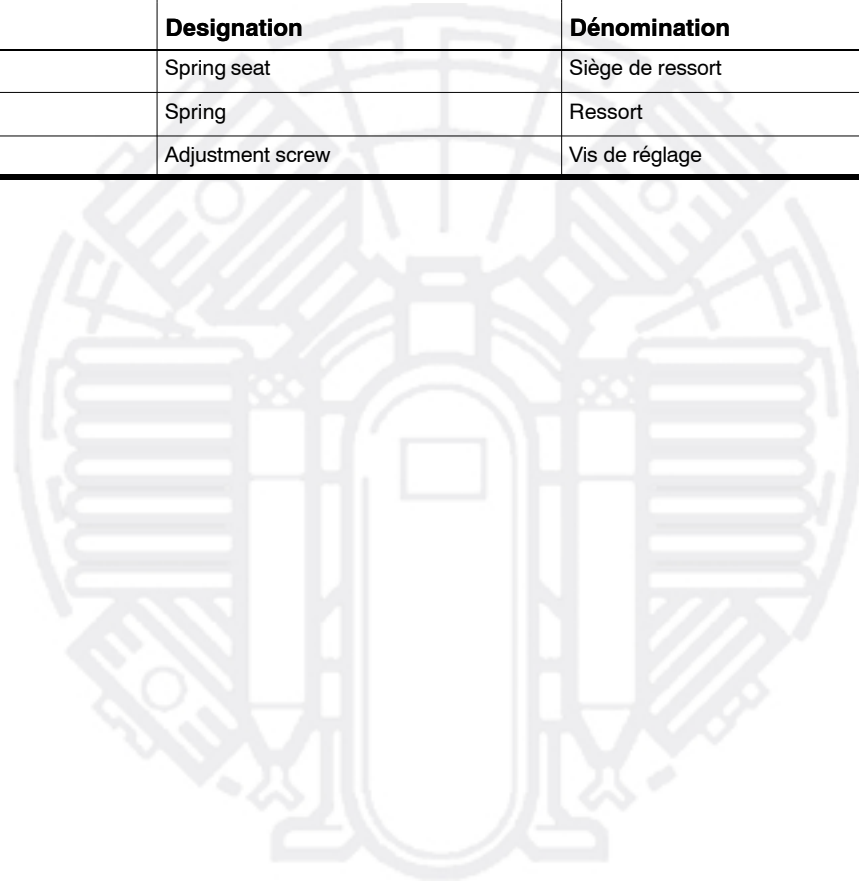 Designation Dénomination
Spring seat Siège de ressort
Spring Ressort
Adjustment screw Vis de réglage